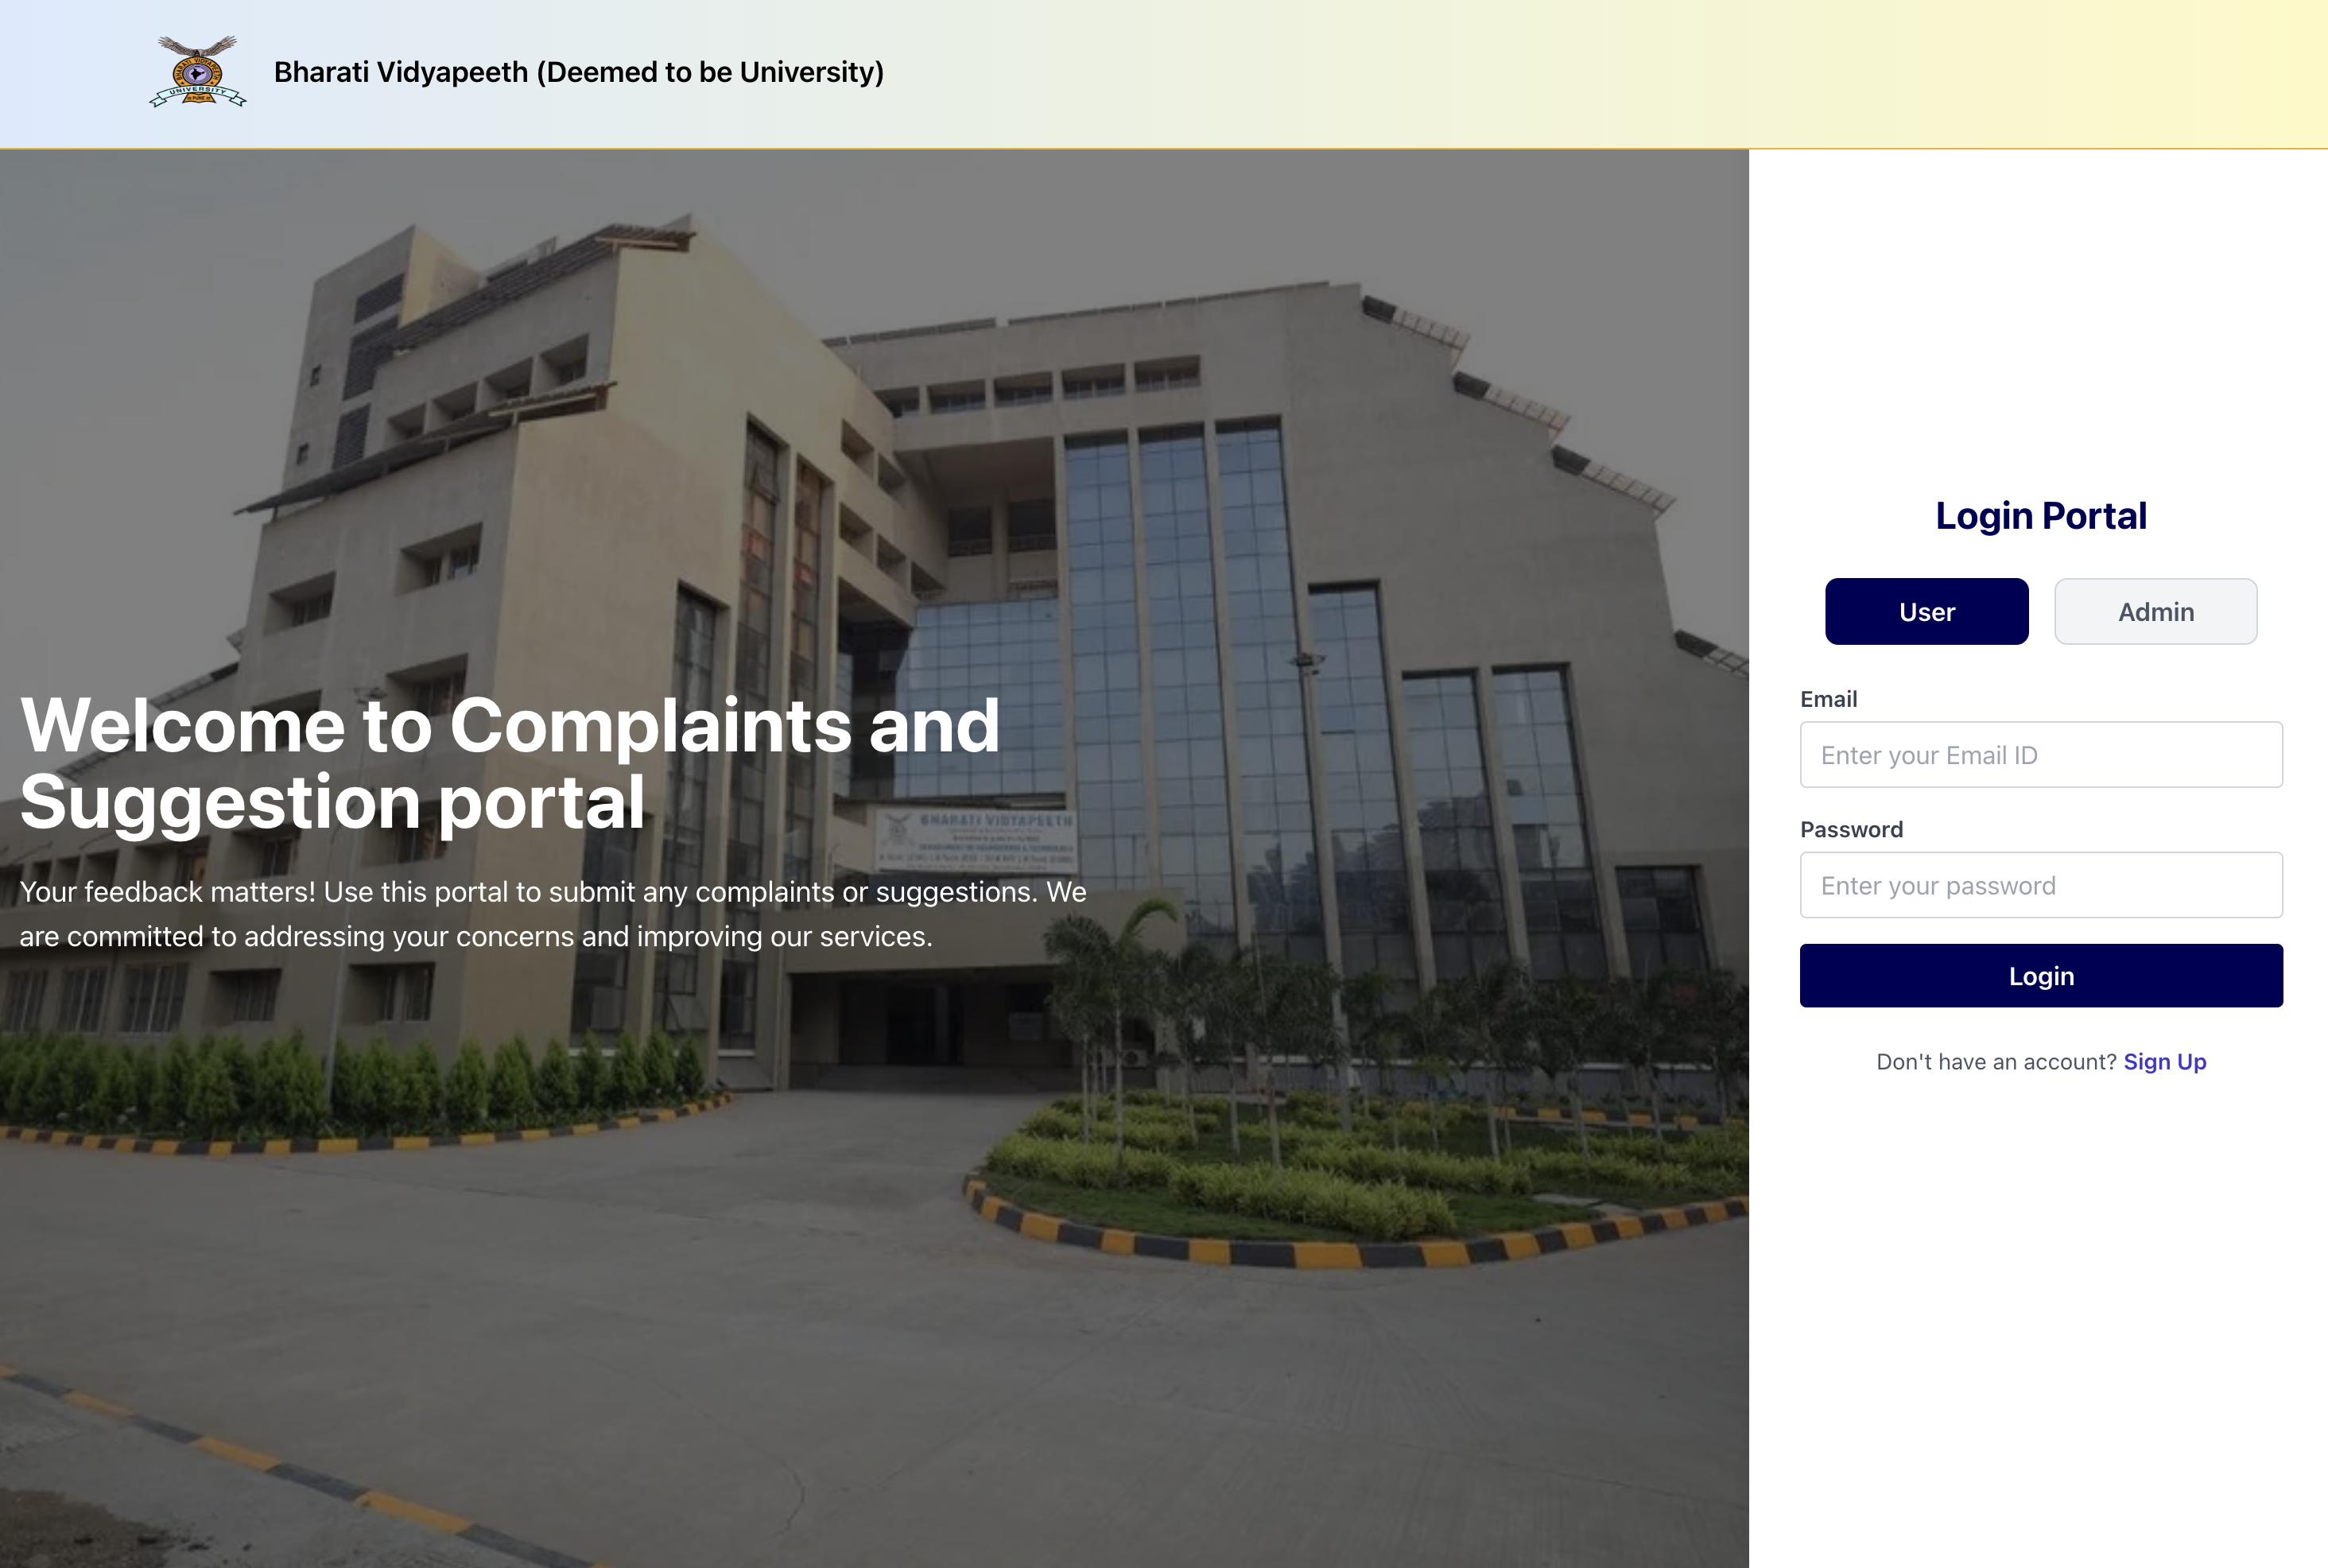 BHARATI VIDYAPEETH
UNIVERSITY
PUNE
Bharati Vidyapeeth (Deemed to be University)
Login Portal
User Admin
Email
Enter your Email ID
Password
Enter your password
Login
Don't have an account? Sign Up
Welcome to Complaints and
Suggestion portal
Your feedback matters! Use this portal to submit any complaints or suggestions. We
are committed to addressing your concerns and improving our services.
BHARATI VIDYAPEETH